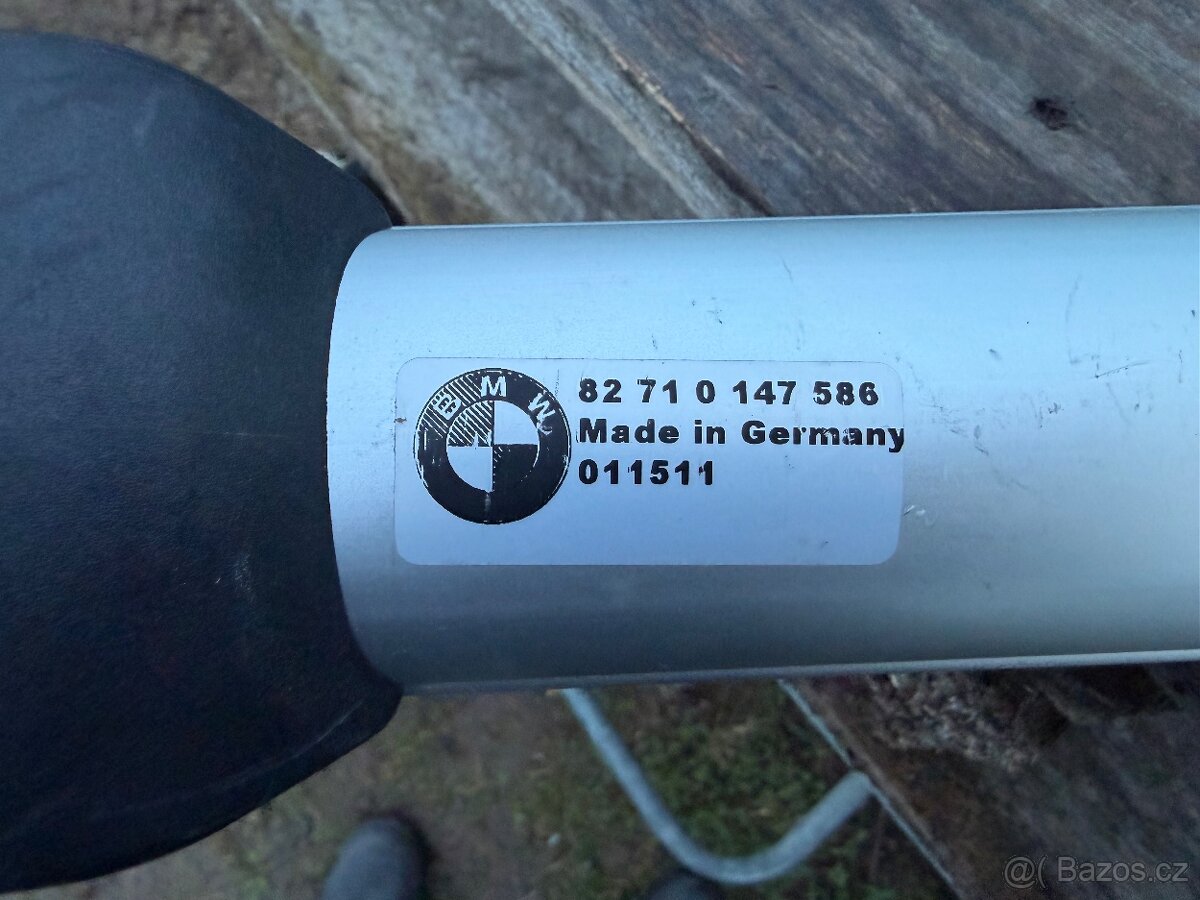 BMW
82 71 0 147 586
Made in Germany
011511
@( Bazos.cz